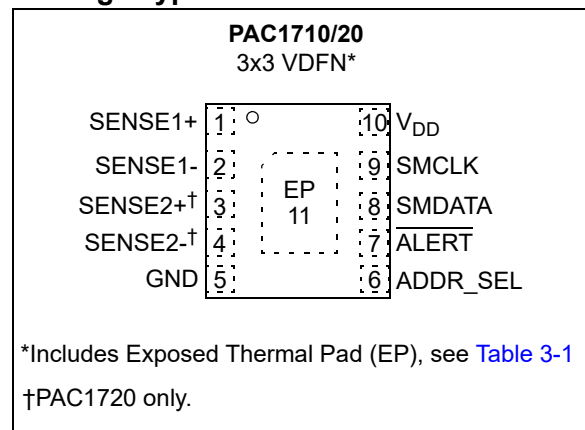 PAC1710/20
3x3 VDFN*
SENSE1+ 1 10 VDD
SENSE1- 2 9 SMCLK
EP
SENSE2+† 3 11 8 SMDATA
SENSE2-† 4 7 ALERT
GND 5 6 ADDR_SEL
*Includes Exposed Thermal Pad (EP), see Table 3-1
†PAC1720 only.